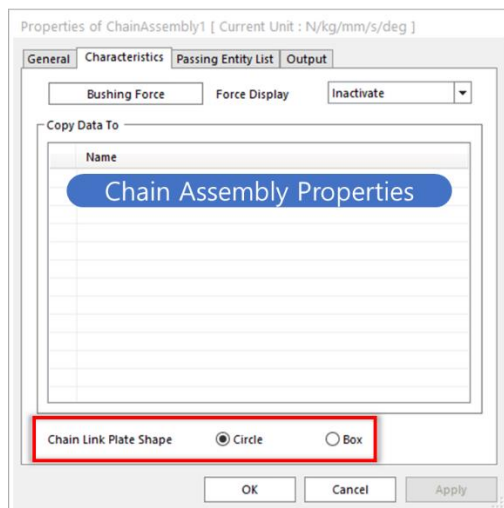 Properties of ChainAssembly1 [ Current Unit : N/kg/mm/s/deg ]
General Characteristics Passing Entity List Output
Bushing Force Force Display Inactivate
Copy Data To
Name
Chain Assembly Properties
Chain Link Plate Shape Circle Box
OK Cancel Apply